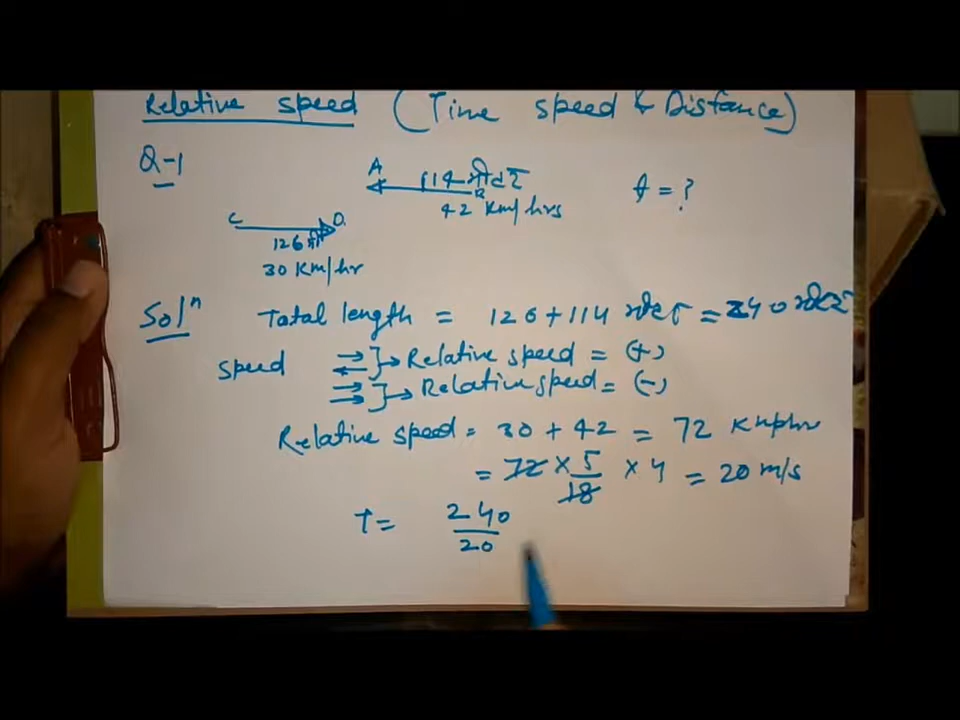 Relative speed (Time speed & Distance)
Q-1
A 114 मीटर t = ?
B
42 Km/hrs
C D
126 मी
30 Km/hr
Solⁿ Total length = 126+114 मीटर = 240 मीटर
speed → ← }→ Relative speed = (+)
→ → }→ Relative speed = (-)
Relative speed = 30 + 42 = 72 Kmphr
= 72 × 5/18 × 4 = 20 m/s
T = 240/20